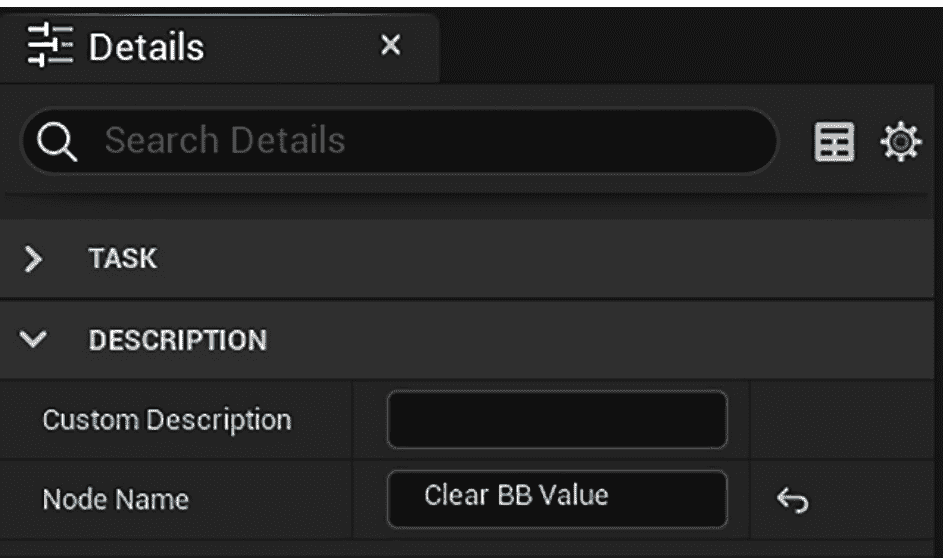 Details
Search Details
TASK
DESCRIPTION
Custom Description
Node Name Clear BB Value